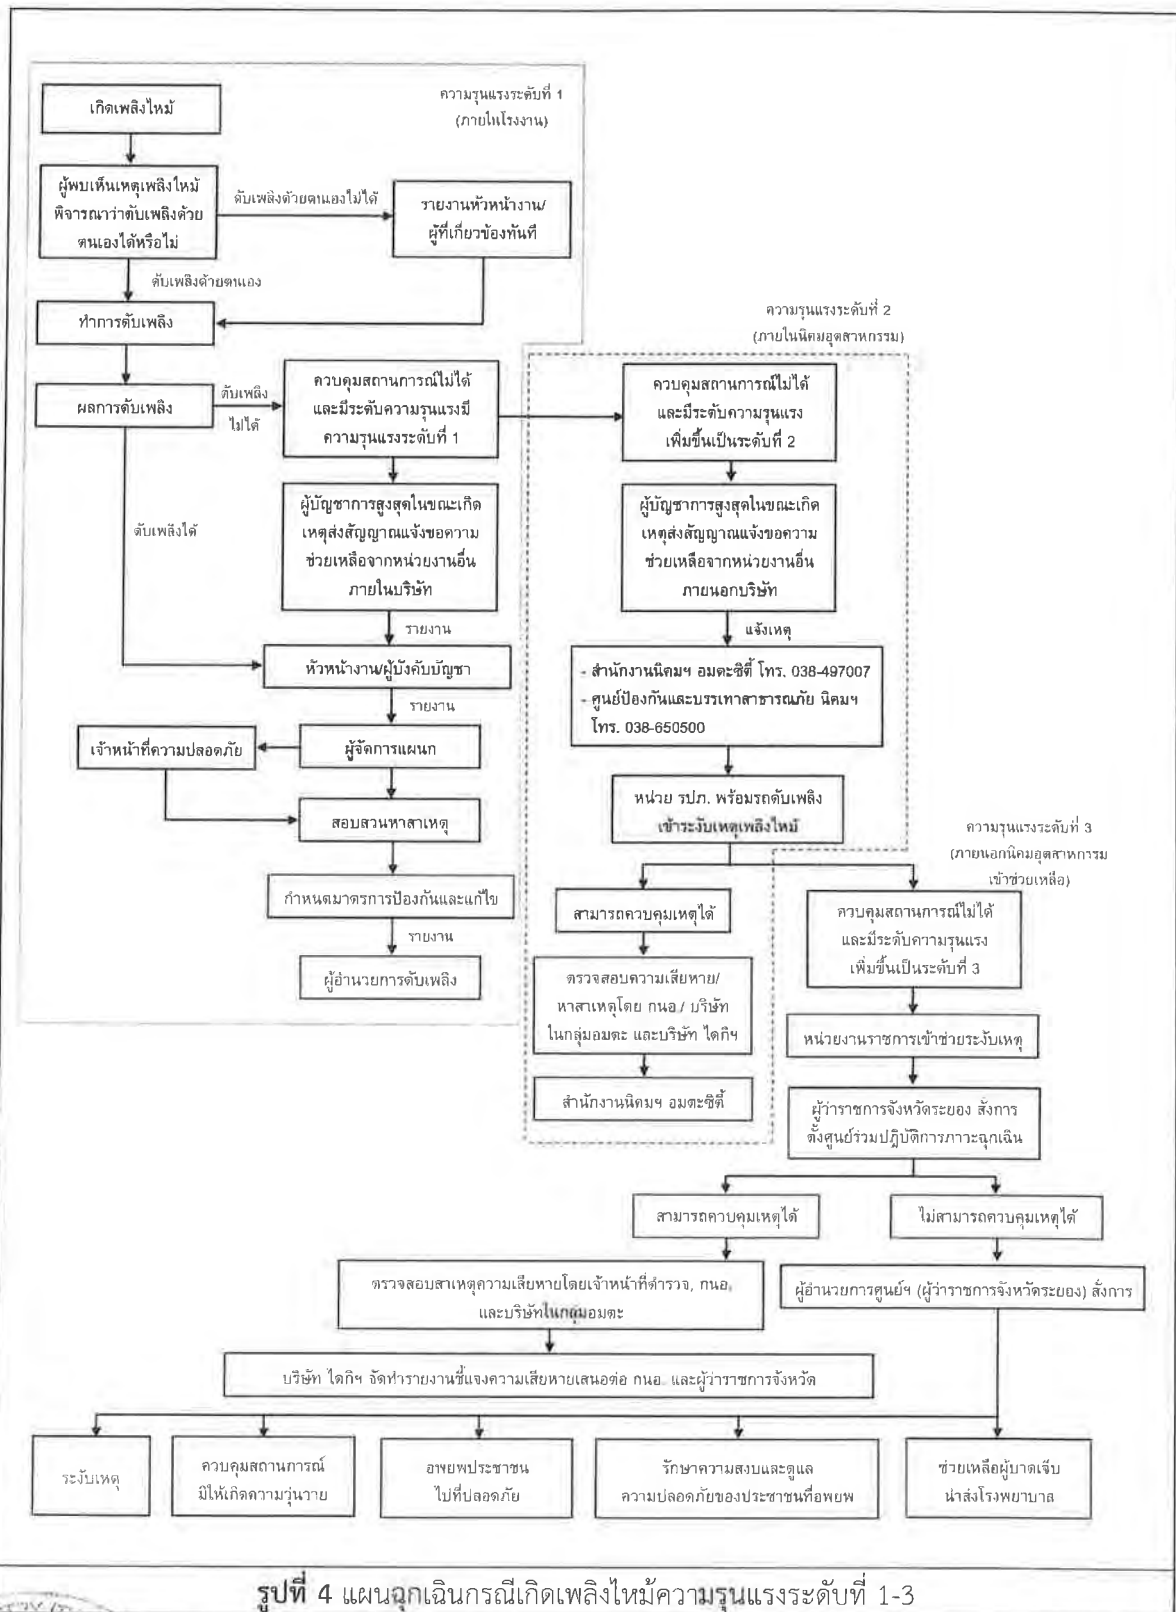 ความรุนแรงระดับที่ 1
(ภายในโรงงาน)
เกิดเพลิงไหม้
ผู้พบเห็นเหตุเพลิงไหม้
พิจารณาว่าดับเพลิงด้วย
ตนเองได้หรือไม่
ดับเพลิงด้วยตนเองไม่ได้
รายงานหัวหน้างาน/
ผู้ที่เกี่ยวข้องทันที
ดับเพลิงด้วยตนเอง
ทำการดับเพลิง
ผลการดับเพลิง
ดับเพลิง
ไม่ได้
ควบคุมสถานการณ์ไม่ได้
และมีระดับความรุนแรงมี
ความรุนแรงระดับที่ 1
ดับเพลิงได้
ผู้บัญชาการสูงสุดในขณะเกิด
เหตุส่งสัญญาณแจ้งขอความ
ช่วยเหลือจากหน่วยงานอื่น
ภายในบริษัท
รายงาน
หัวหน้างาน/ผู้บังคับบัญชา
รายงาน
ผู้จัดการแผนก
เจ้าหน้าที่ความปลอดภัย
สอบสวนหาสาเหตุ
กำหนดมาตรการป้องกันและแก้ไข
รายงาน
ผู้อำนวยการดับเพลิง
ความรุนแรงระดับที่ 2
(ภายในนิคมอุตสาหกรรม)
ควบคุมสถานการณ์ไม่ได้
และมีระดับความรุนแรง
เพิ่มขึ้นเป็นระดับที่ 2
ผู้บัญชาการสูงสุดในขณะเกิด
เหตุส่งสัญญาณแจ้งขอความ
ช่วยเหลือจากหน่วยงานอื่น
ภายนอกบริษัท
แจ้งเหตุ
- สำนักงานนิคมฯ อมตะซิตี้ โทร. 038-497007
- ศูนย์ป้องกันและบรรเทาสาธารณภัย นิคมฯ
โทร. 038-650500
หน่วย รปภ. พร้อมรถดับเพลิง
เข้าระงับเหตุเพลิงไหม้
สามารถควบคุมเหตุได้
ตรวจสอบความเสียหาย/
หาสาเหตุโดย กนอ./ บริษัท
ในกลุ่มอมตะ และบริษัท ไดกิฯ
สำนักงานนิคมฯ อมตะซิตี้
ความรุนแรงระดับที่ 3
(ภายนอกนิคมอุตสาหกรรม
เข้าช่วยเหลือ)
ควบคุมสถานการณ์ไม่ได้
และมีระดับความรุนแรง
เพิ่มขึ้นเป็นระดับที่ 3
หน่วยงานราชการเข้าช่วยระงับเหตุ
ผู้ว่าราชการจังหวัดระยอง สั่งการ
ตั้งศูนย์ร่วมปฏิบัติการภาวะฉุกเฉิน
สามารถควบคุมเหตุได้
ไม่สามารถควบคุมเหตุได้
ตรวจสอบสาเหตุความเสียหายโดยเจ้าหน้าที่ตำรวจ, กนอ.
และบริษัทในกลุ่มอมตะ
ผู้อำนวยการศูนย์ฯ (ผู้ว่าราชการจังหวัดระยอง) สั่งการ
บริษัท ไดกิฯ จัดทำรายงานชี้แจงความเสียหายเสนอต่อ กนอ. และผู้ว่าราชการจังหวัด
ระงับเหตุ
ควบคุมสถานการณ์
มิให้เกิดความวุ่นวาย
อพยพประชาชน
ไปที่ปลอดภัย
รักษาความสงบและดูแล
ความปลอดภัยของประชาชนที่อพยพ
ช่วยเหลือผู้บาดเจ็บ
นำส่งโรงพยาบาล
รูปที่ 4 แผนฉุกเฉินกรณีเกิดเพลิงไหม้ความรุนแรงระดับที่ 1-3